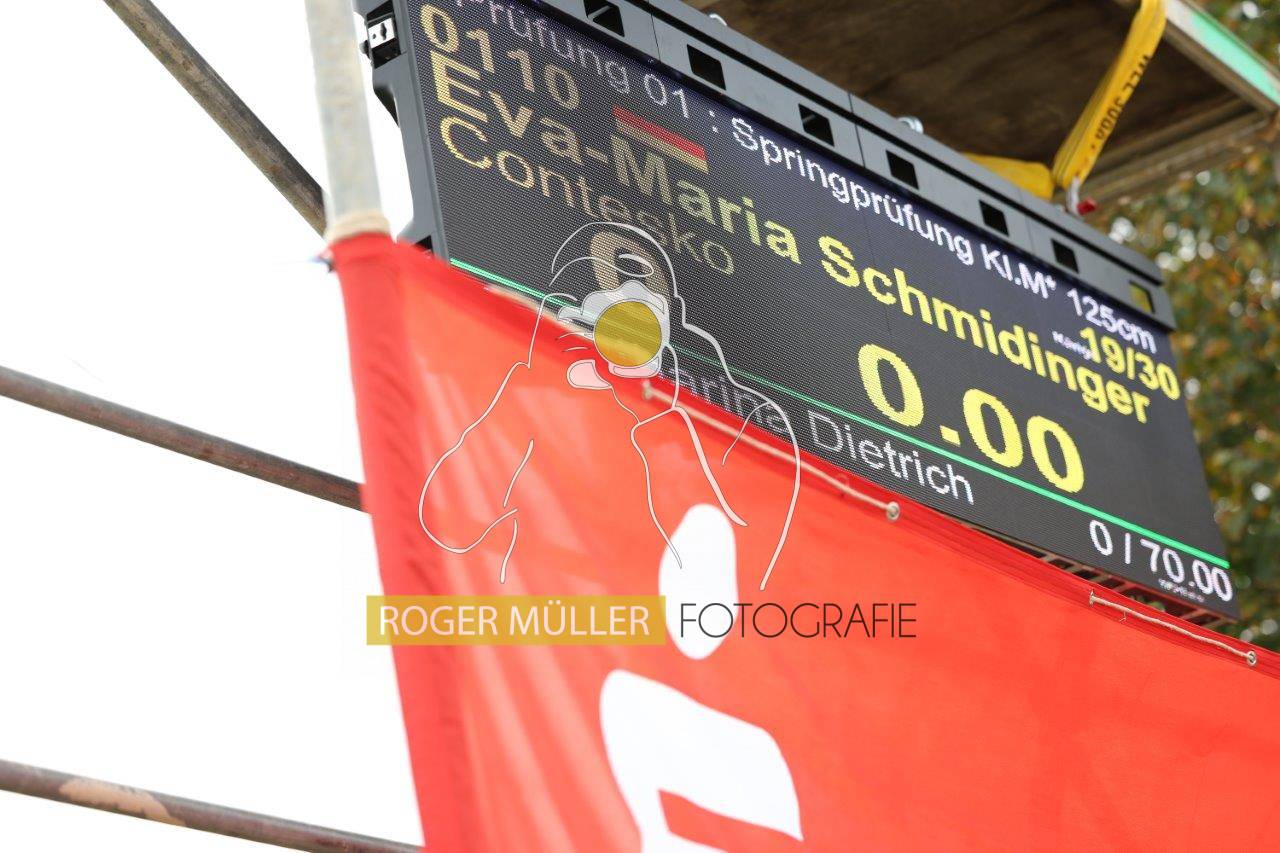 Prüfung 01 : Springprüfung Kl.M* 125cm
0110
19/30
Eva-Maria Schmidinger
Contesko
0.00
Marina Dietrich
0 / 70.00
ROGER MÜLLER FOTOGRAFIE